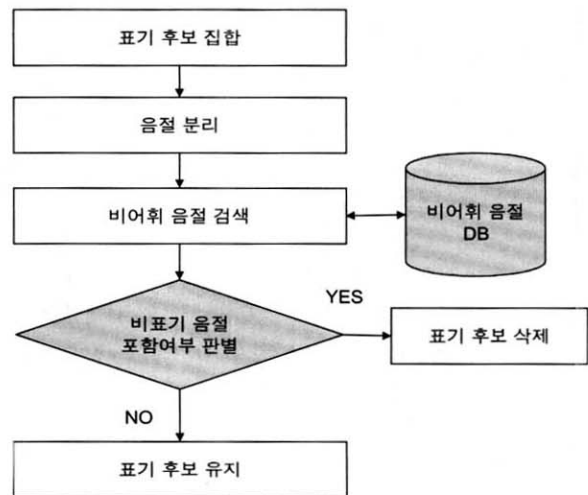 표기 후보 집합
음절 분리
비어휘 음절 검색
비어휘 음절
DB
비표기 음절
포함여부 판별
YES
표기 후보 삭제
NO
표기 후보 유지